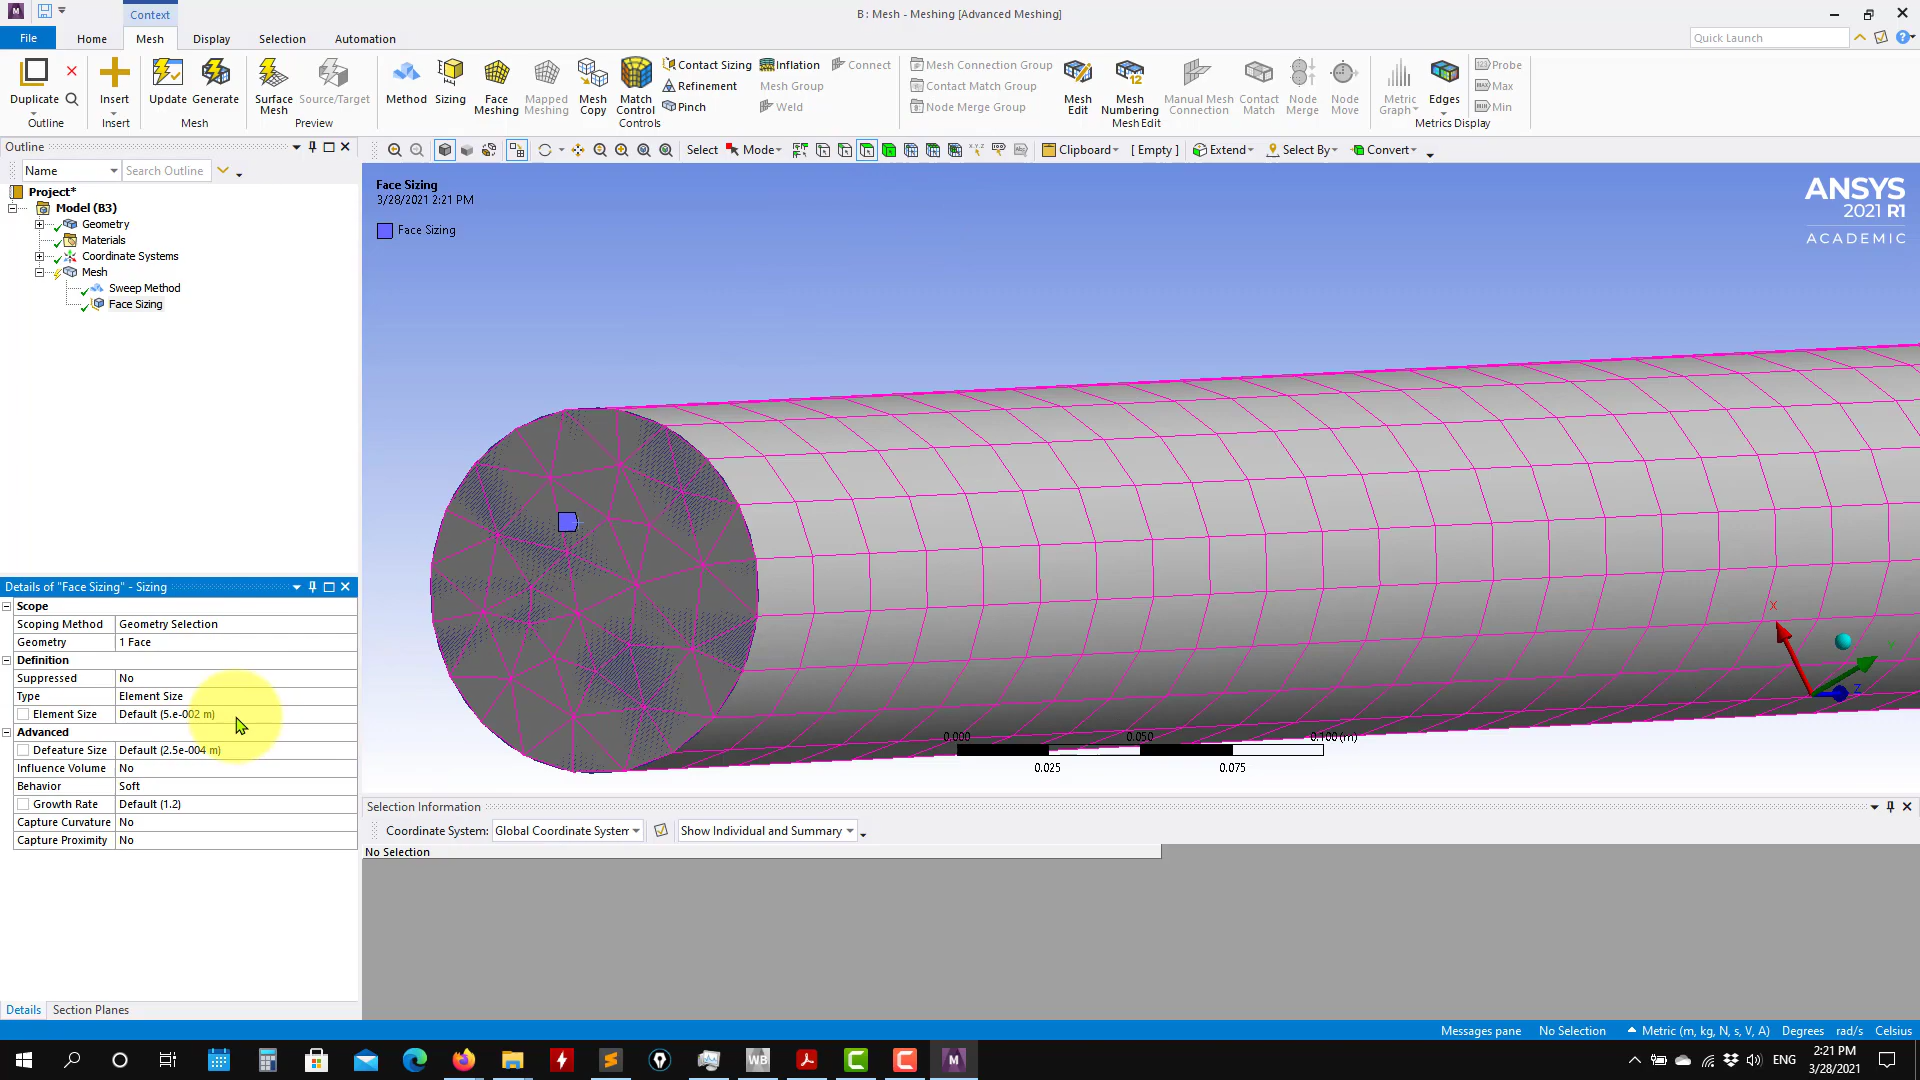 Context
B : Mesh - Meshing [Advanced Meshing]
File
Home
Mesh
Display
Selection
Automation
Quick Launch
Duplicate
Outline
Insert
Insert
Update
Generate
Mesh
Surface
Mesh
Source/Target
Preview
Method
Sizing
Face
Meshing
Mapped
Meshing
Mesh
Copy
Match
Control
Contact Sizing
Refinement
Pinch
Inflation
Mesh Group
Weld
Connect
Controls
Mesh Connection Group
Contact Match Group
Node Merge Group
Mesh
Edit
Mesh
Numbering
Manual Mesh
Connection
Contact
Match
Node
Merge
Node
Move
Mesh Edit
Metric
Graph
Edges
Probe
Max
Min
Metrics Display
Outline
Select
Mode
Clipboard
[ Empty ]
Extend
Select By
Convert
Name
Search Outline
Project*
Model (B3)
Geometry
Materials
Coordinate Systems
Mesh
Sweep Method
Face Sizing
Face Sizing
3/28/2021 2:21 PM
Face Sizing
ANSYS
2021 R1
ACADEMIC
X
Y
Z
0.000
0.050
0.100 (m)
0.025
0.075
Details of "Face Sizing" - Sizing
Scope
Scoping Method Geometry Selection
Geometry 1 Face
Definition
Suppressed No
Type Element Size
Element Size Default (5.e-002 m)
Advanced
Defeature Size Default (2.5e-004 m)
Influence Volume No
Behavior Soft
Growth Rate Default (1.2)
Capture Curvature No
Capture Proximity No
Details
Section Planes
Selection Information
Coordinate System: Global Coordinate System
Show Individual and Summary
No Selection
Messages pane
No Selection
Metric (m, kg, N, s, V, A)
Degrees
rad/s
Celsius
WB
M
ENG
2:21 PM
3/28/2021